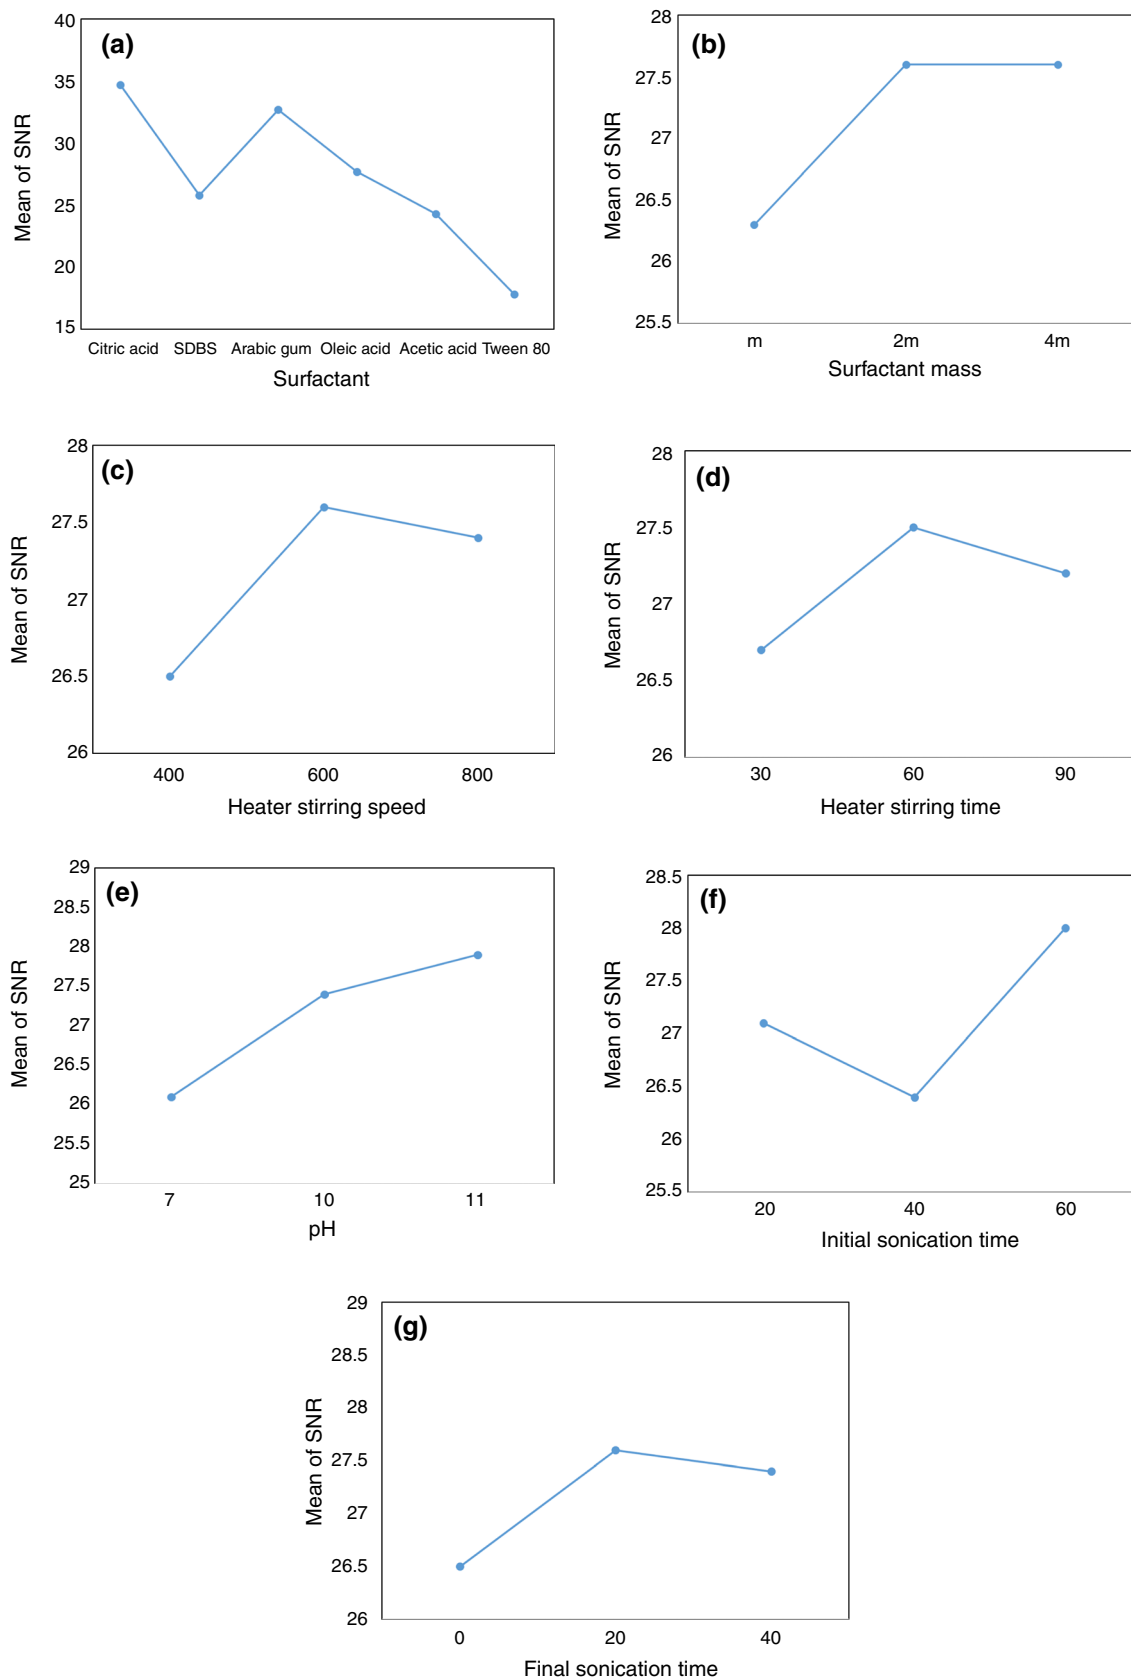 (a)
40
35
30
25
20
15
Mean of SNR
Citric acid SDBS Arabic gum Oleic acid Acetic acid Tween 80
Surfactant
(b)
28
27.5
27
26.5
26
25.5
Mean of SNR
m 2m 4m
Surfactant mass
(c)
28
27.5
27
26.5
26
Mean of SNR
400 600 800
Heater stirring speed
(d)
28
27.5
27
26.5
26
Mean of SNR
30 60 90
Heater stirring time
(e)
29
28.5
28
27.5
27
26.5
26
25.5
25
Mean of SNR
7 10 11
pH
(f)
28.5
28
27.5
27
26.5
26
25.5
Mean of SNR
20 40 60
Initial sonication time
(g)
29
28.5
28
27.5
27
26.5
26
Mean of SNR
0 20 40
Final sonication time